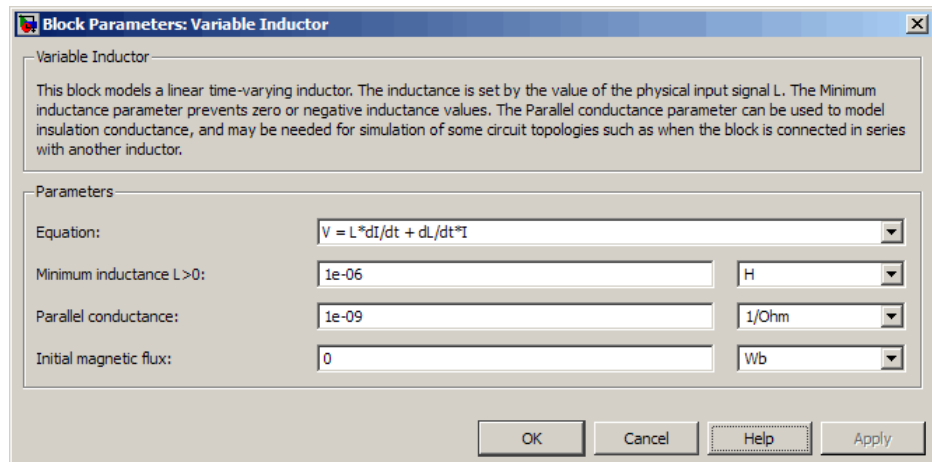 Block Parameters: Variable Inductor
Variable Inductor
This block models a linear time-varying inductor. The inductance is set by the value of the physical input signal L. The Minimum
inductance parameter prevents zero or negative inductance values. The Parallel conductance parameter can be used to model
insulation conductance, and may be needed for simulation of some circuit topologies such as when the block is connected in series
with another inductor.
Parameters
Equation: V = L*dI/dt + dL/dt*I
Minimum inductance L>0: 1e-06 H
Parallel conductance: 1e-09 1/Ohm
Initial magnetic flux: 0 Wb
OK Cancel Help Apply